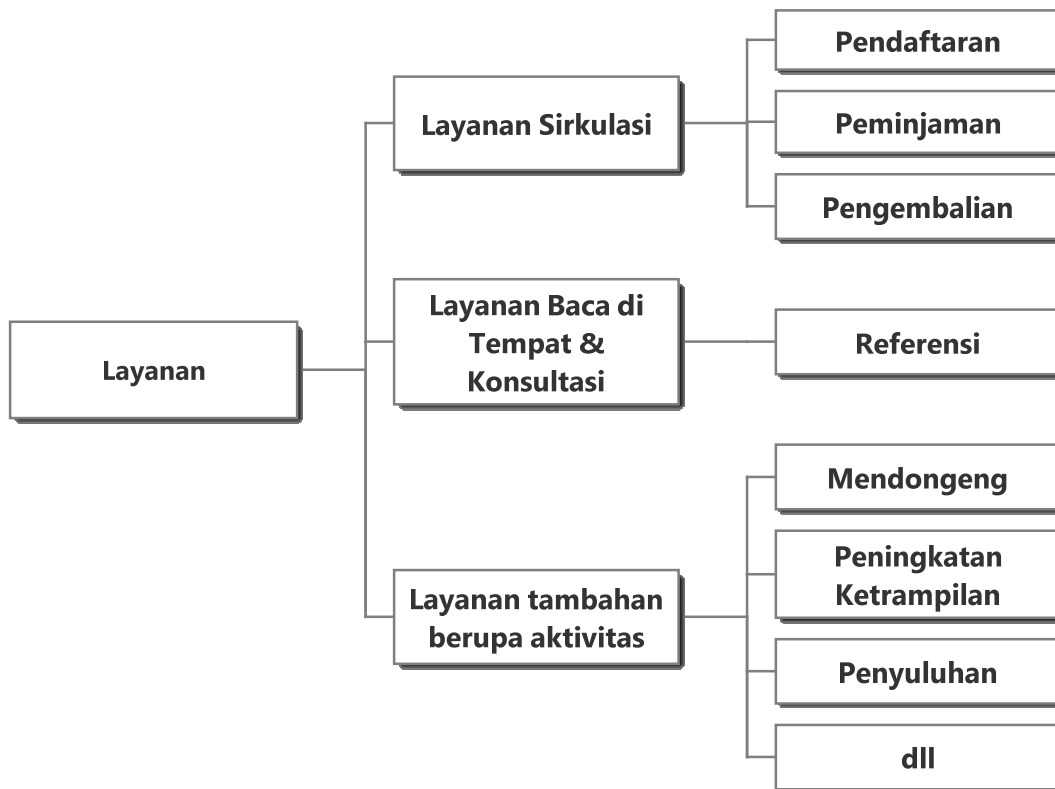 Layanan
Layanan Sirkulasi
Pendaftaran
Peminjaman
Pengembalian
Layanan Baca di
Tempat &
Konsultasi
Referensi
Layanan tambahan
berupa aktivitas
Mendongeng
Peningkatan
Ketrampilan
Penyuluhan
dll